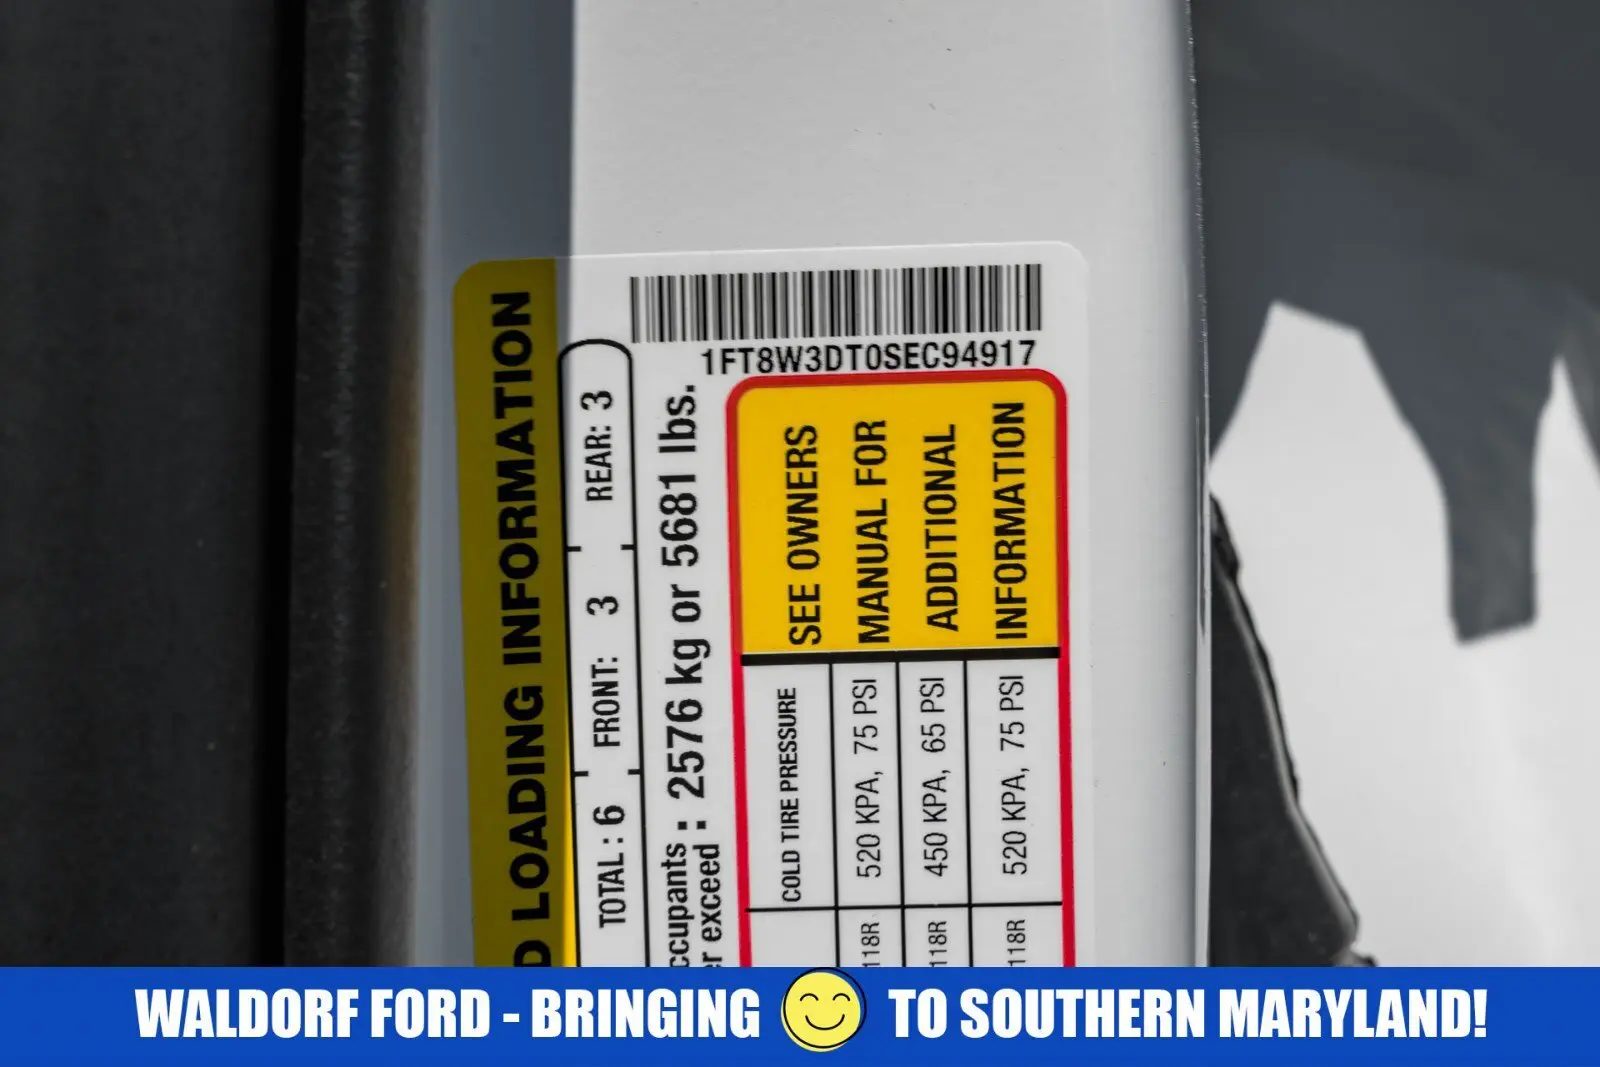 1FT8W3DT0SEC94917
LOADING INFORMATION
TOTAL : 6 FRONT: 3 REAR: 3
: 2576 kg or 5681 lbs.
exceed :
COLD TIRE PRESSURE
118R 520 KPA, 75 PSI
118R 450 KPA, 65 PSI
118R 520 KPA, 75 PSI
SEE OWNERS
MANUAL FOR
ADDITIONAL
INFORMATION
WALDORF FORD - BRINGING TO SOUTHERN MARYLAND!